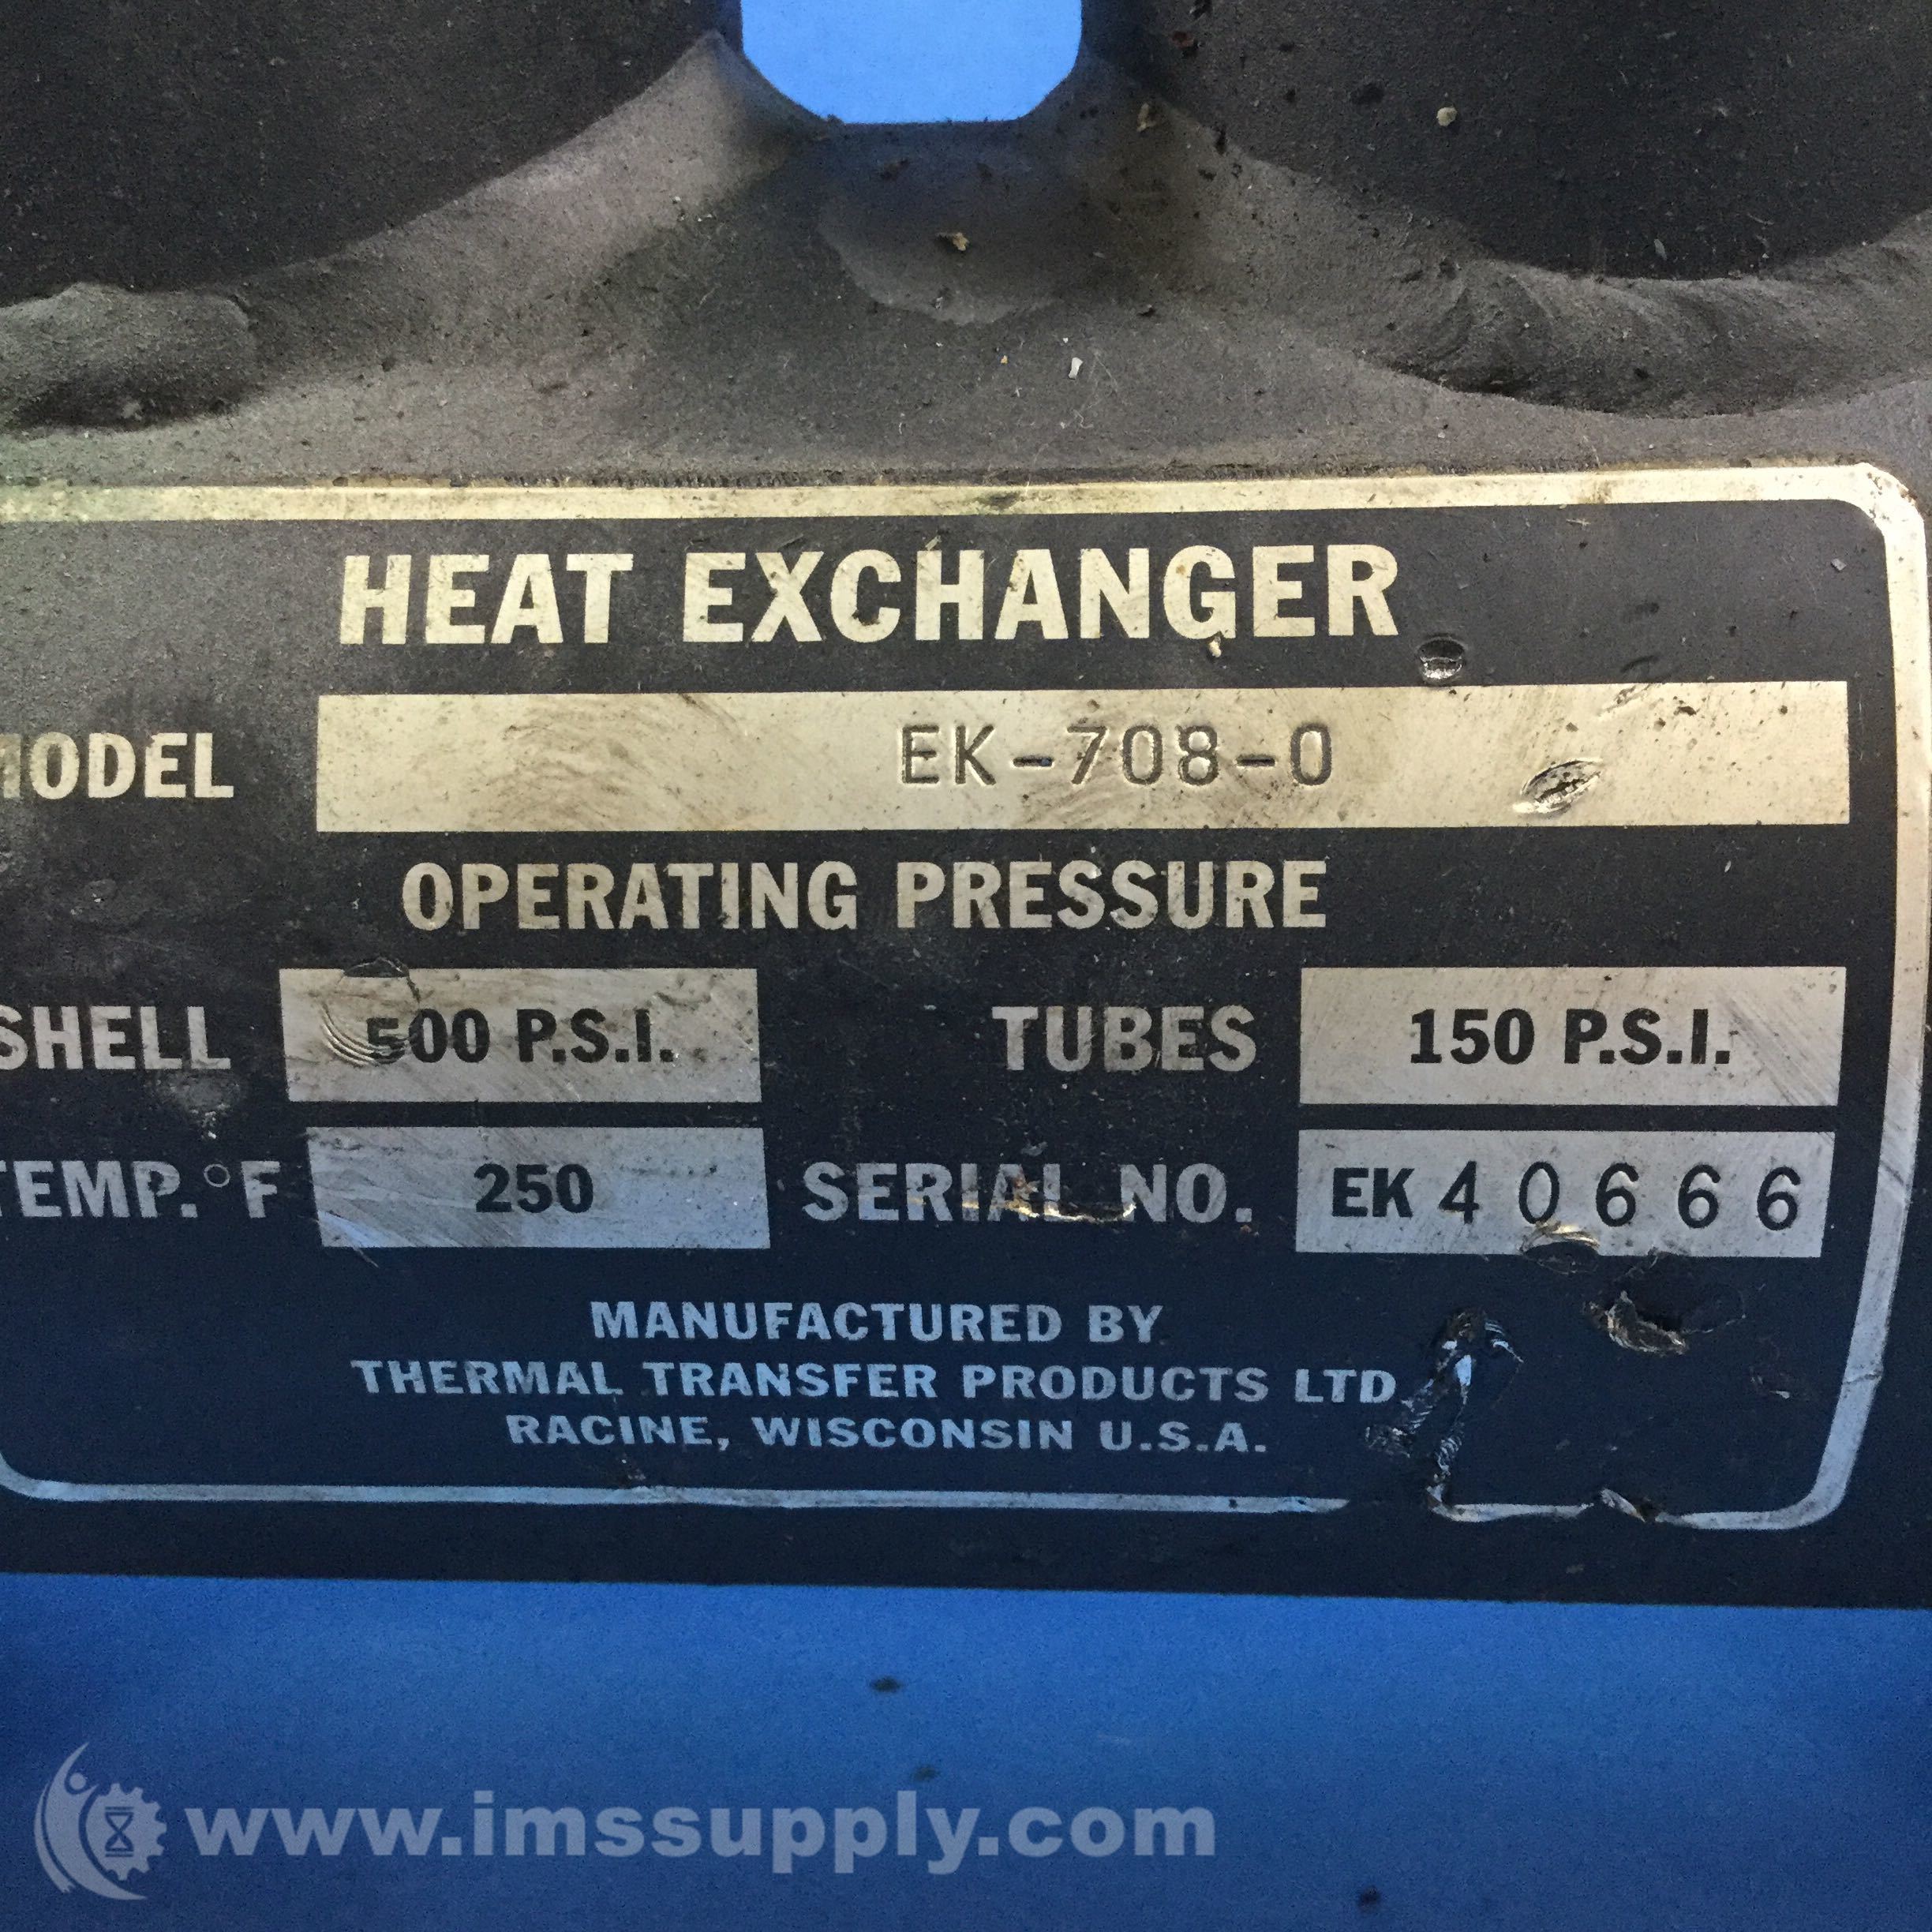 HEAT EXCHANGER
MODEL EK-708-0
OPERATING PRESSURE
SHELL 500 P.S.I. TUBES 150 P.S.I.
TEMP. °F 250 SERIAL NO. EK 40666
MANUFACTURED BY
THERMAL TRANSFER PRODUCTS LTD
RACINE, WISCONSIN U.S.A.
www.imssupply.com